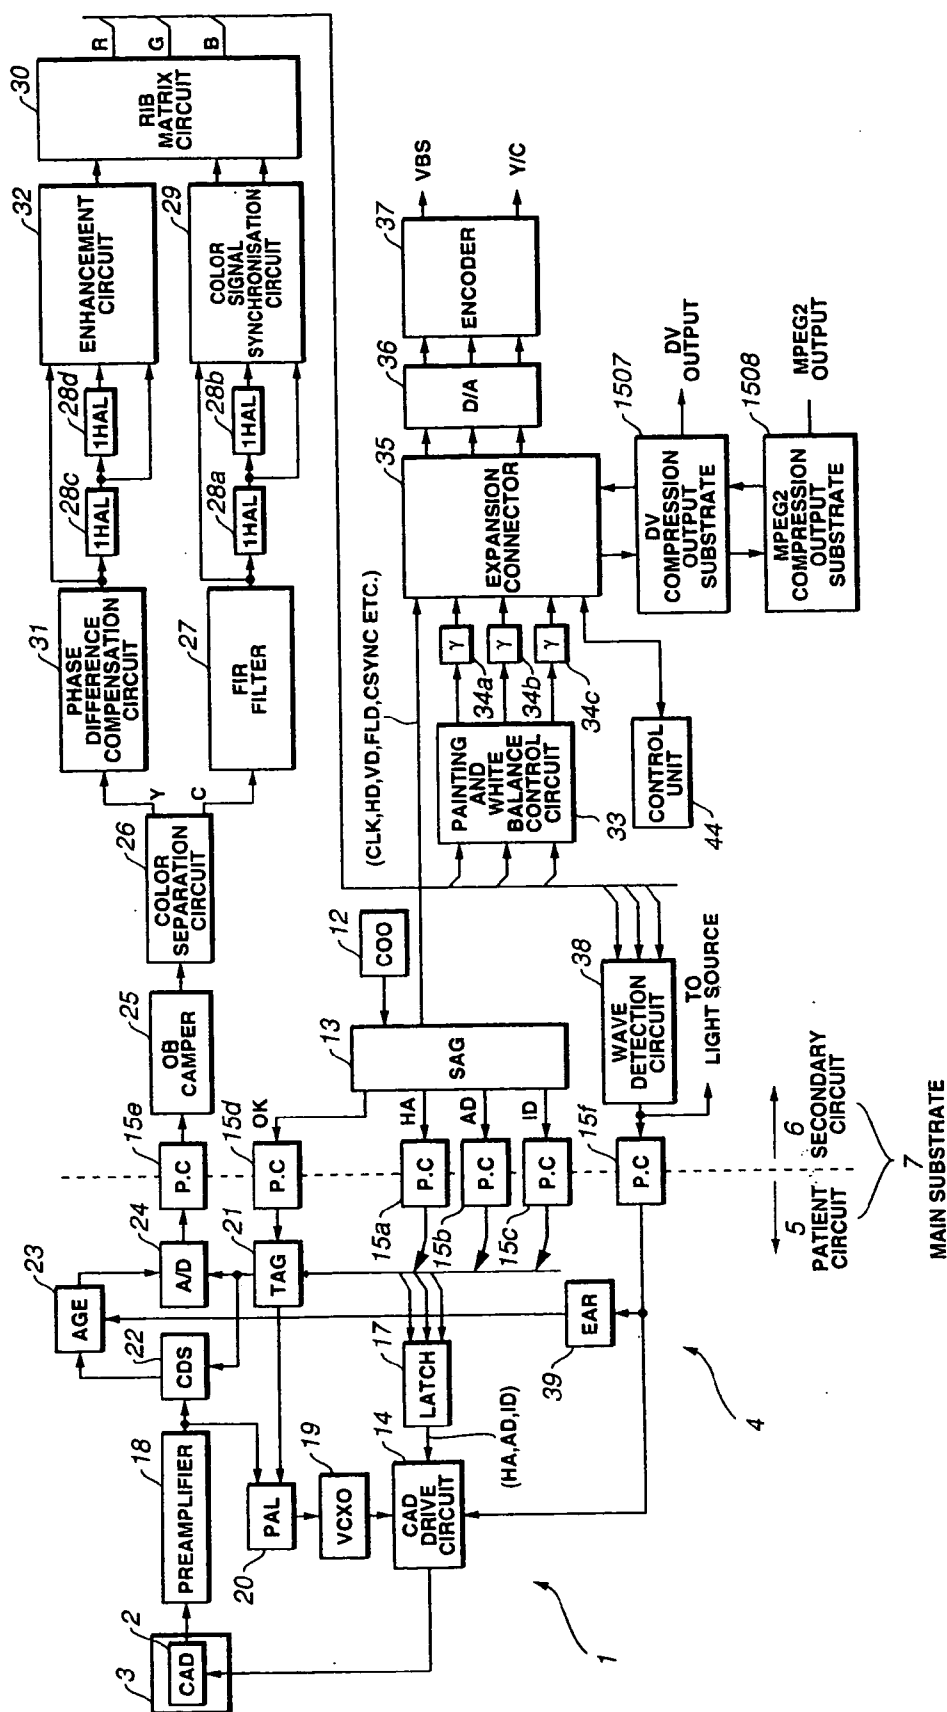 3
2
CAD
18
PREAMPLIFIER
22
CDS
23
AGE
24
A/D
15e
P.C
25
OB
CAMPER
26
COLOR
SEPARATION
CIRCUIT
Y
C
31
PHASE
DIFFERENCE
COMPENSATION
CIRCUIT
28c
1HAL
28d
1HAL
32
ENHANCEMENT
CIRCUIT
30
RIB
MATRIX
CIRCUIT
R
G
B
27
FIR
FILTER
28a
1HAL
28b
1HAL
29
COLOR
SIGNAL
SYNCHRONISATION
CIRCUIT
20
PAL
21
TAG
15d
P.C
OK
19
VCXO
14
CAD
DRIVE
CIRCUIT
17
LATCH
(HA,AD,ID)
15a
P.C
HA
15b
P.C
AD
15c
P.C
ID
13
SAG
12
COO
(CLK,HD,VD,FLD,CSYNC ETC.)
33
PAINTING
AND
WHITE
BALANCE
CONTROL
CIRCUIT
34a
γ
34b
γ
34c
γ
35
EXPANSION
CONNECTOR
36
D/A
37
ENCODER
VBS
Y/C
44
CONTROL
UNIT
1507
DV
COMPRESSION
OUTPUT
SUBSTRATE
DV
OUTPUT
1508
MPEG2
COMPRESSION
OUTPUT
SUBSTRATE
MPEG2
OUTPUT
39
EAR
15f
P.C
38
WAVE
DETECTION
CIRCUIT
TO
LIGHT SOURCE
1
4
5
PATIENT
CIRCUIT
6
SECONDARY
CIRCUIT
7
MAIN SUBSTRATE